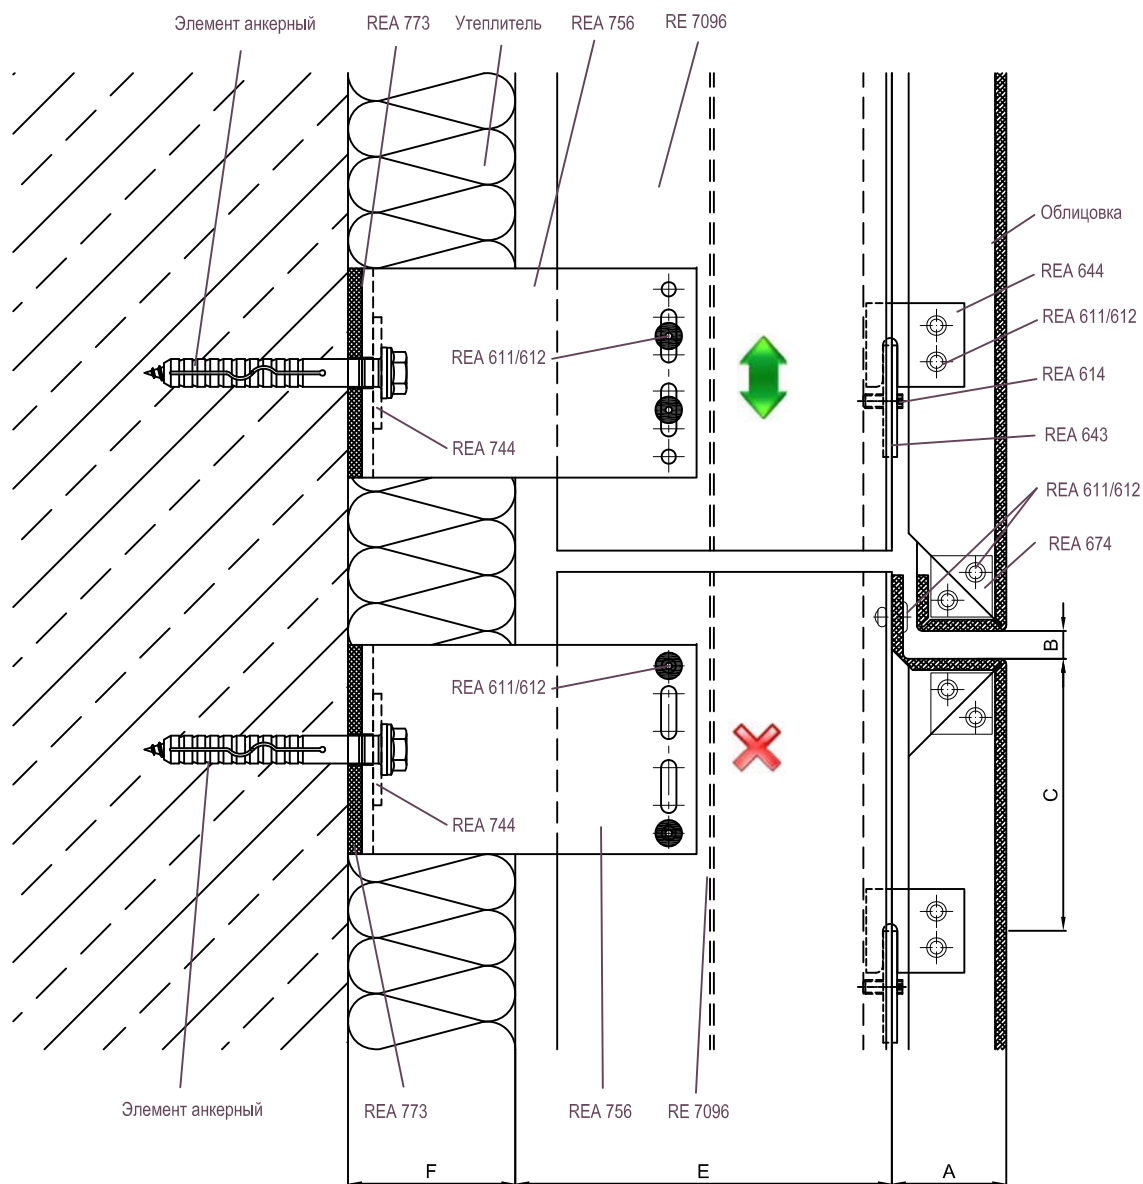 Элемент анкерный
REA 773
Утеплитель
REA 756
RE 7096
Облицовка
REA 644
REA 611/612
REA 611/612
REA 614
REA 744
REA 643
REA 611/612
REA 674
B
REA 611/612
C
REA 744
Элемент анкерный
REA 773
REA 756
RE 7096
F
E
A